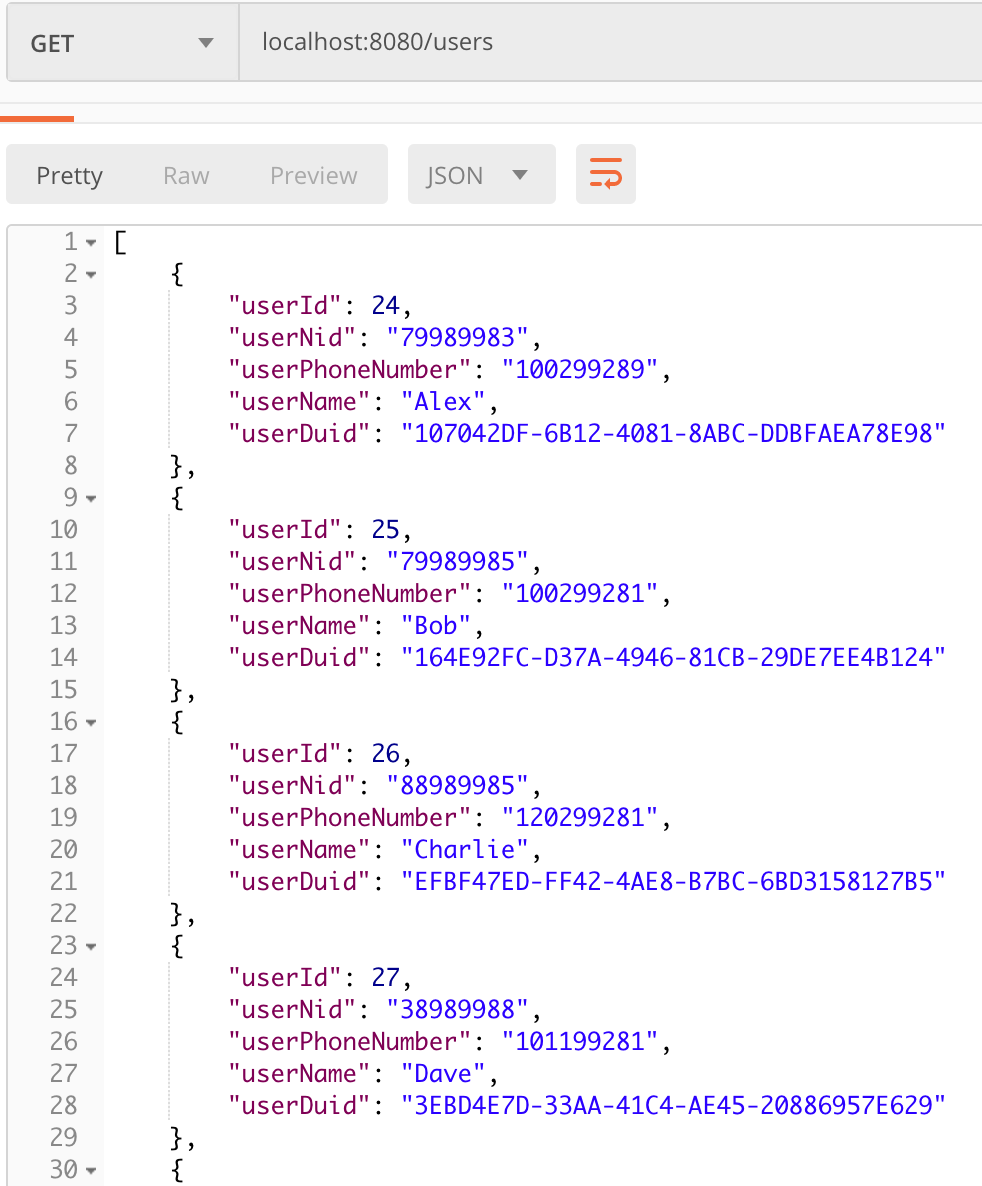 GET localhost:8080/users
Pretty Raw Preview JSON
1 [
2 {
3 "userId": 24,
4 "userNid": "79989983",
5 "userPhoneNumber": "100299289",
6 "userName": "Alex",
7 "userDuid": "107042DF-6B12-4081-8ABC-DDBFAEA78E98"
8 },
9 {
10 "userId": 25,
11 "userNid": "79989985",
12 "userPhoneNumber": "100299281",
13 "userName": "Bob",
14 "userDuid": "164E92FC-D37A-4946-81CB-29DE7EE4B124"
15 },
16 {
17 "userId": 26,
18 "userNid": "88989985",
19 "userPhoneNumber": "120299281",
20 "userName": "Charlie",
21 "userDuid": "EFBF47ED-FF42-4AE8-B7BC-6BD3158127B5"
22 },
23 {
24 "userId": 27,
25 "userNid": "38989988",
26 "userPhoneNumber": "101199281",
27 "userName": "Dave",
28 "userDuid": "3EBD4E7D-33AA-41C4-AE45-20886957E629"
29 },
30 {